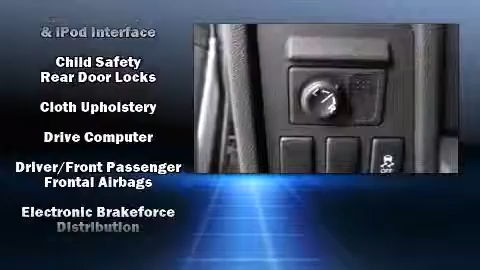 & iPod Interface
Child Safety
Rear Door Locks
Cloth Upholstery
Drive Computer
Driver/Front Passenger
Frontal Airbags
Electronic Brakeforce
Distribution
OFF